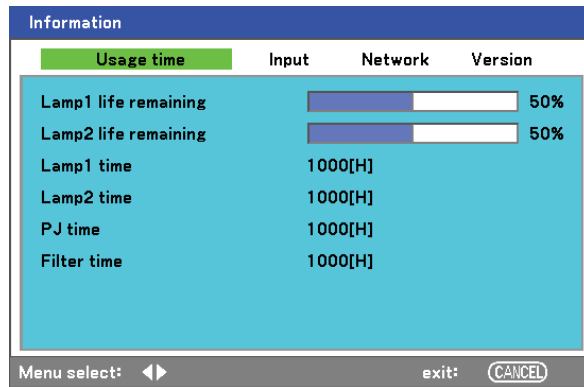 Information
Usage time Input Network Version
Lamp1 life remaining 50%
Lamp2 life remaining 50%
Lamp1 time 1000[H]
Lamp2 time 1000[H]
PJ time 1000[H]
Filter time 1000[H]
Menu select: exit: CANCEL